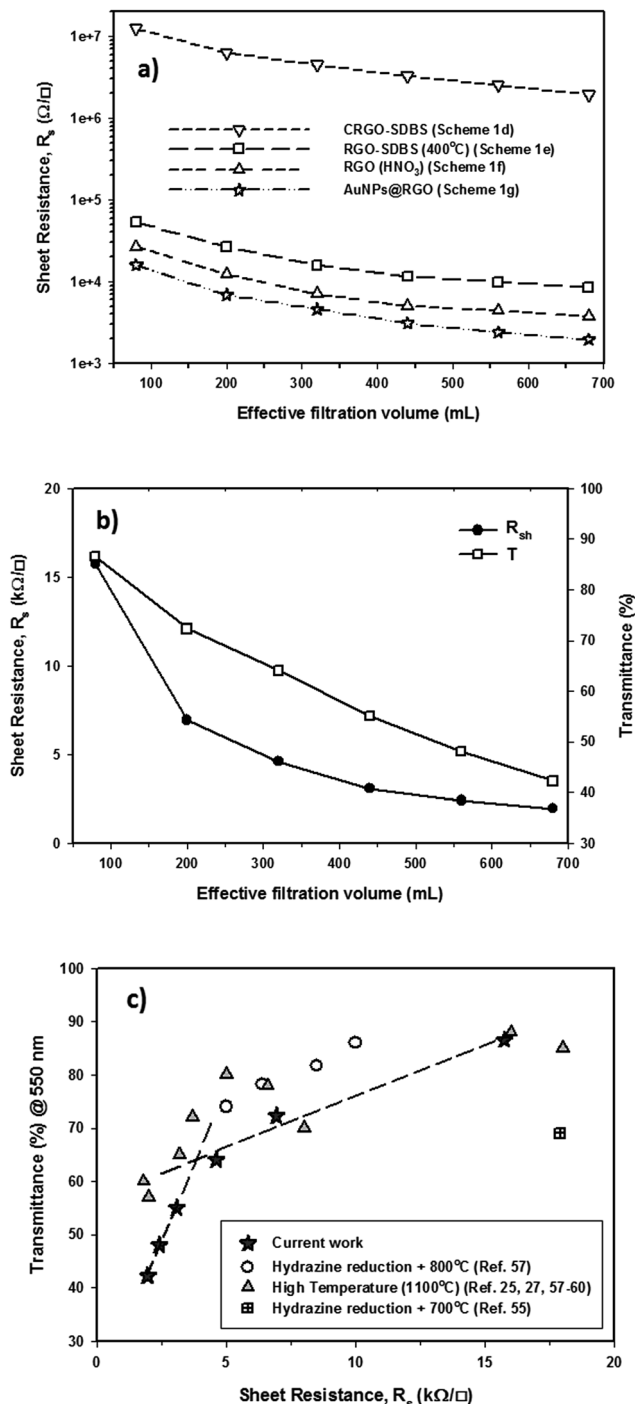 a)
1e+7
1e+6
1e+5
1e+4
1e+3
Sheet Resistance, Rs (Ω/□)
CRGO-SDBS (Scheme 1d)
RGO-SDBS (400°C) (Scheme 1e)
RGO (HNO3) (Scheme 1f)
AuNPs@RGO (Scheme 1g)
100 200 300 400 500 600 700
Effective filtration volume (mL)
b)
20
15
10
5
0
Sheet Resistance, Rs (kΩ/□)
Rsh
T
100
90
80
70
60
50
40
30
Transmittance (%)
100 200 300 400 500 600 700
Effective filtration volume (mL)
c)
100
90
80
70
60
50
40
30
Transmittance (%) @ 550 nm
Current work
Hydrazine reduction + 800°C (Ref. 57)
High Temperature (1100°C) (Ref. 25, 27, 57-60)
Hydrazine reduction + 700°C (Ref. 55)
0 5 10 15 20
Sheet Resistance, Rs (kΩ/□)